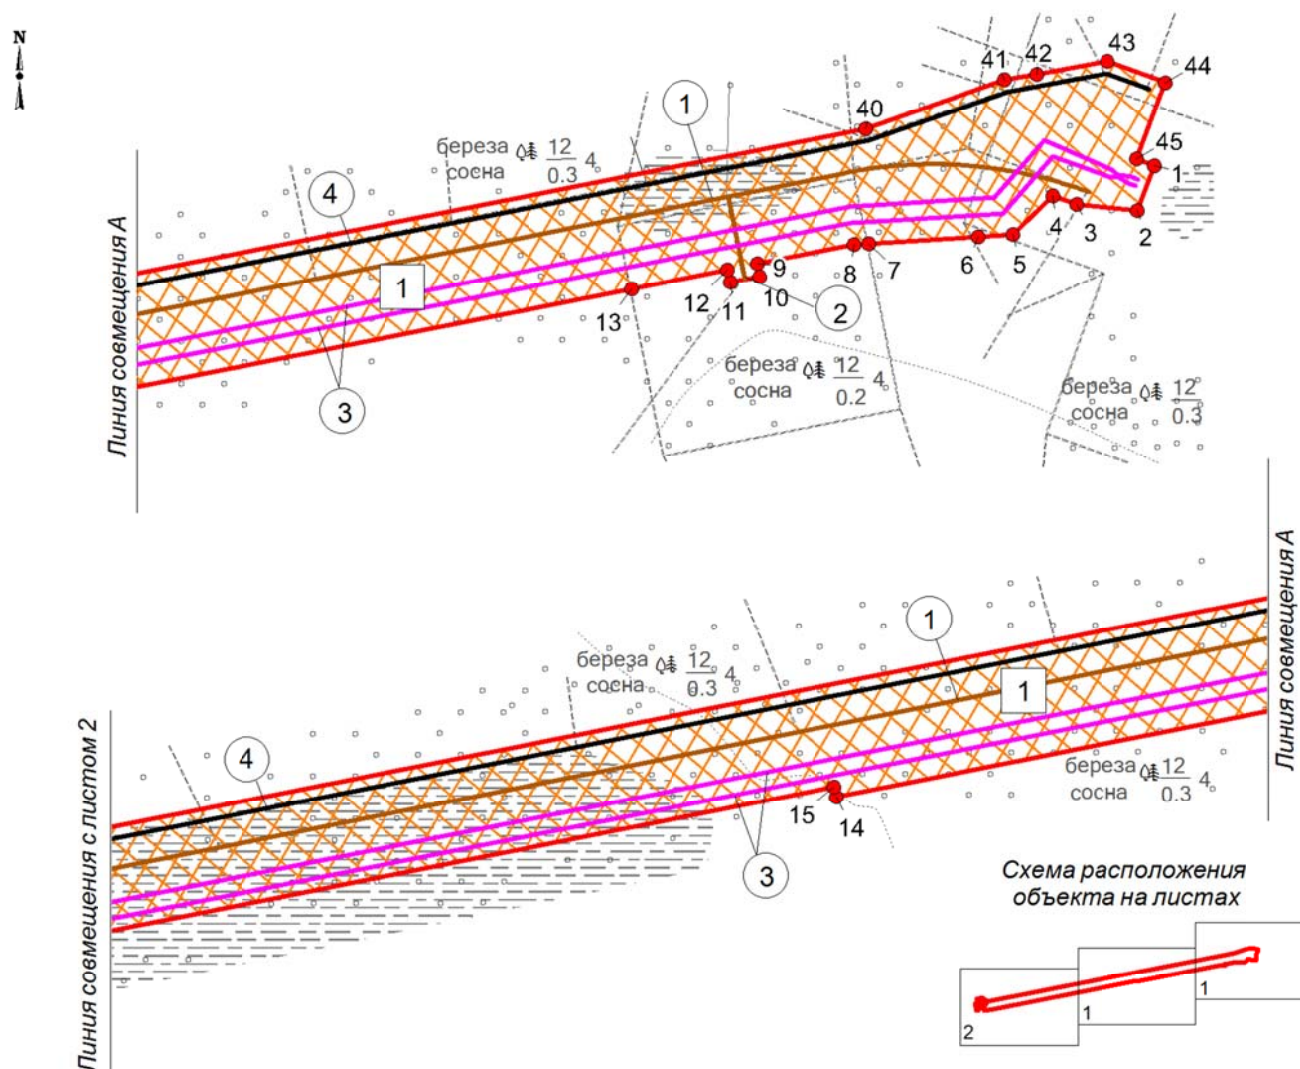 N
43
42
41
44
40
1
береза 12 4
сосна 0.3
45
1
4
4
3
2
5
6
7
8
9
10
1
12
11
2
13
береза 12 4
сосна 0.2
береза 12
сосна 0.3
3
Линия совмещения А
Линия совмещения А
1
береза 12 4
сосна 0.3
1
4
береза 12 4
сосна 0.3
15
14
3
Линия совмещения с листом 2
Схема расположения
объекта на листах
1
1
2